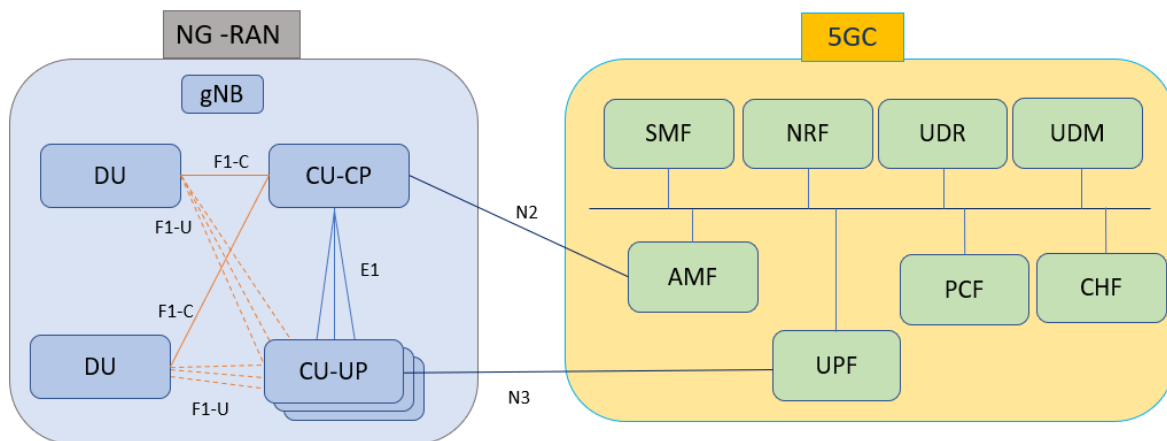 NG -RAN
5GC
gNB
SMF
NRF
UDR
UDM
DU
F1-C
CU-CP
N2
F1-U
E1
AMF
PCF
CHF
F1-C
DU
CU-UP
UPF
F1-U
N3